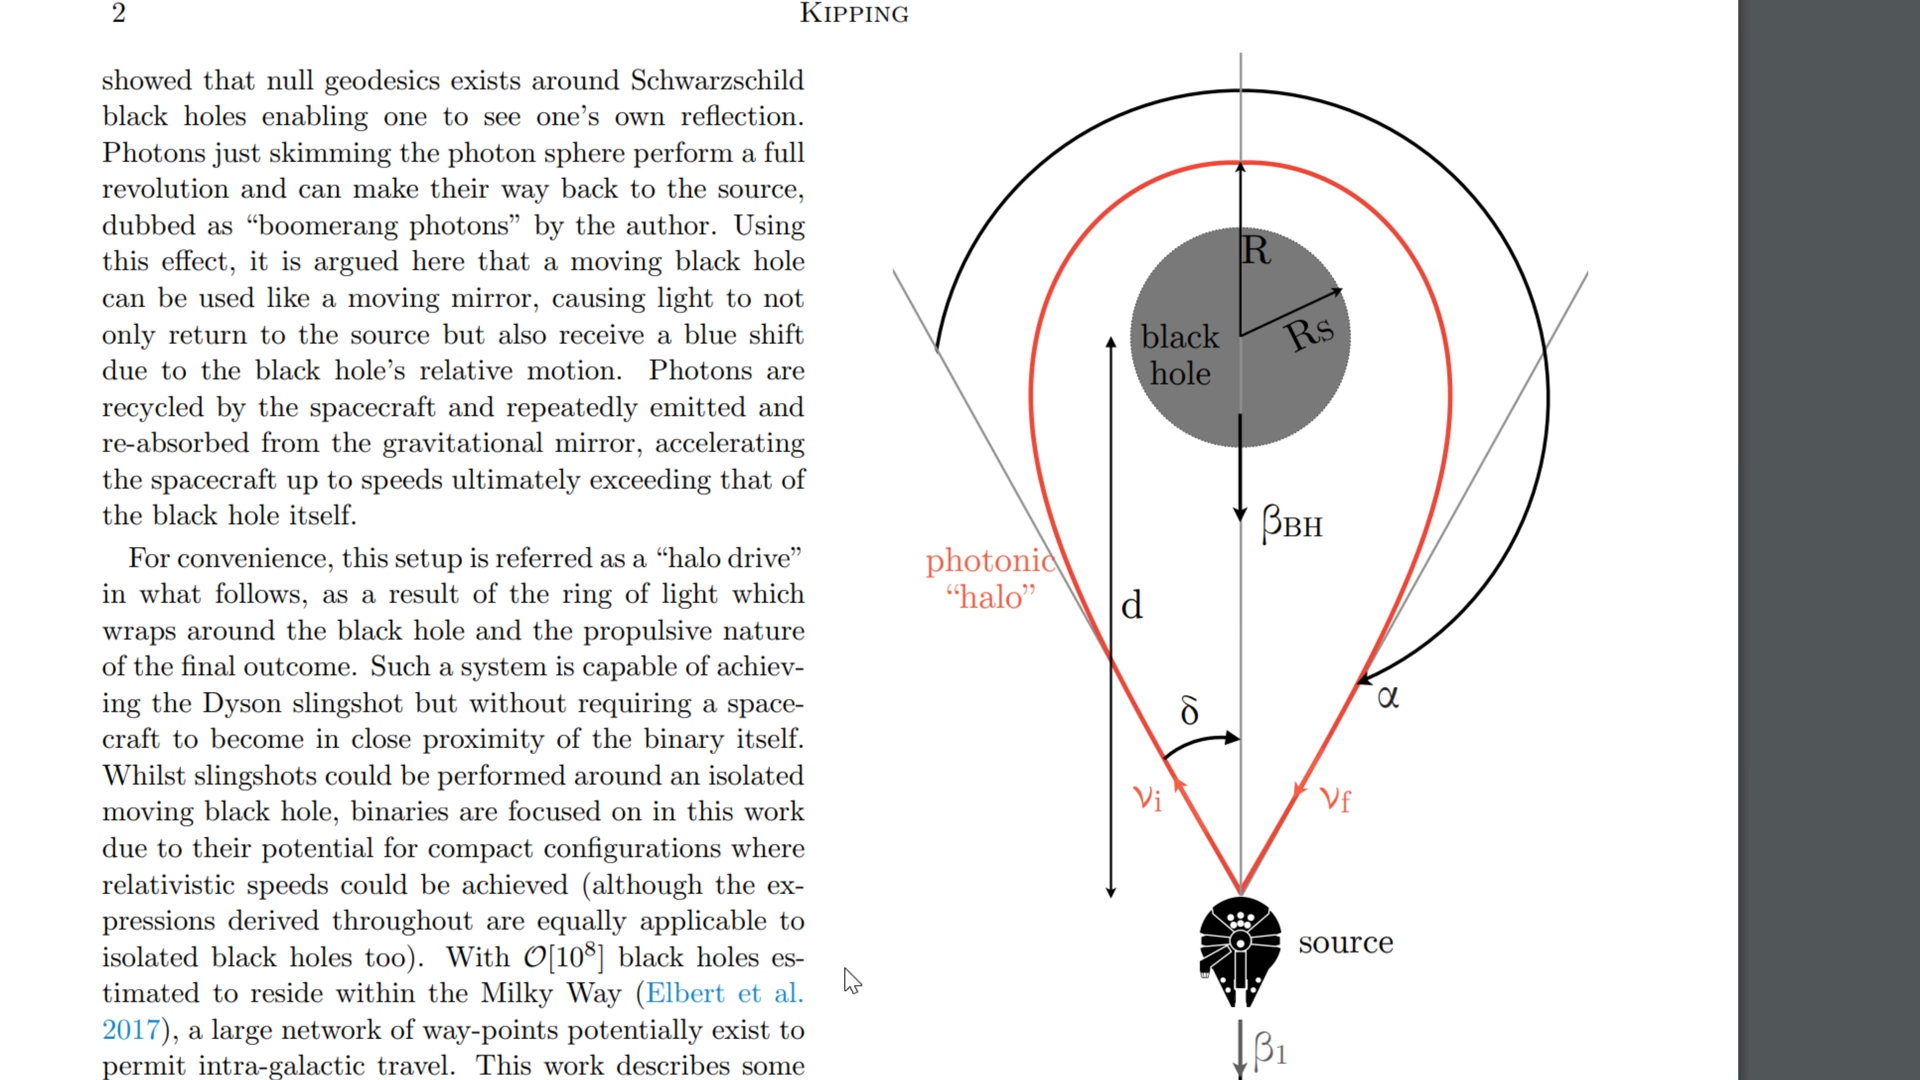 2
KIPPING
showed that null geodesics exists around Schwarzschild
black holes enabling one to see one's own reflection.
Photons just skimming the photon sphere perform a full
revolution and can make their way back to the source,
dubbed as “boomerang photons” by the author. Using
this effect, it is argued here that a moving black hole
can be used like a moving mirror, causing light to not
only return to the source but also receive a blue shift
due to the black hole's relative motion. Photons are
recycled by the spacecraft and repeatedly emitted and
re-absorbed from the gravitational mirror, accelerating
the spacecraft up to speeds ultimately exceeding that of
the black hole itself.
For convenience, this setup is referred as a “halo drive”
in what follows, as a result of the ring of light which
wraps around the black hole and the propulsive nature
of the final outcome. Such a system is capable of achiev-
ing the Dyson slingshot but without requiring a space-
craft to become in close proximity of the binary itself.
Whilst slingshots could be performed around an isolated
moving black hole, binaries are focused on in this work
due to their potential for compact configurations where
relativistic speeds could be achieved (although the ex-
pressions derived throughout are equally applicable to
isolated black holes too). With O[10⁸] black holes es-
timated to reside within the Milky Way (Elbert et al.
2017), a large network of way-points potentially exist to
permit intra-galactic travel. This work describes some
R
Rs
black
hole
βBH
photonic
“halo”
d
δ
α
νi
νf
source
β1